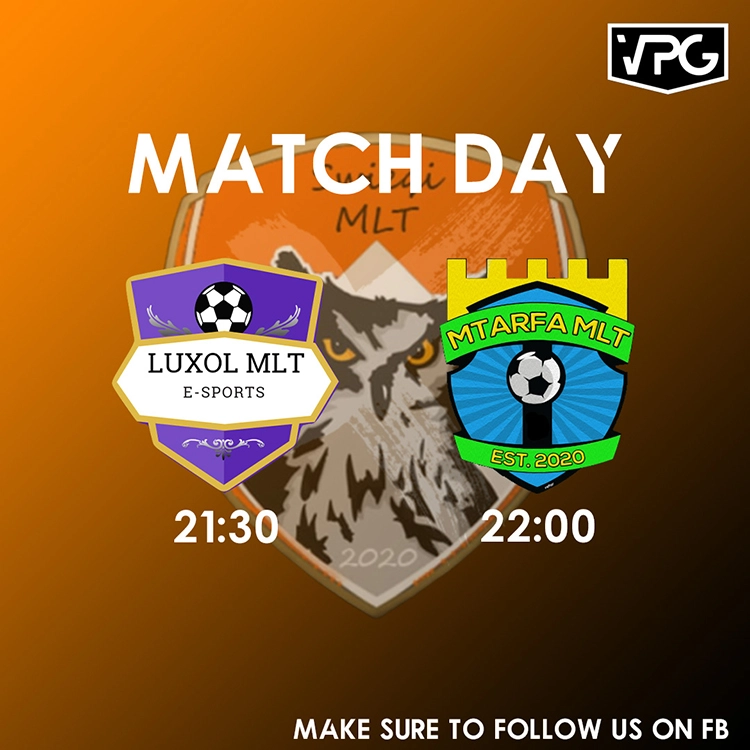 VPG
MATCH DAY
Swieqi
MLT
LUXOL MLT
E-SPORTS
MTARFA MLT
EST. 2020
21:30
22:00
2020
MAKE SURE TO FOLLOW US ON FB